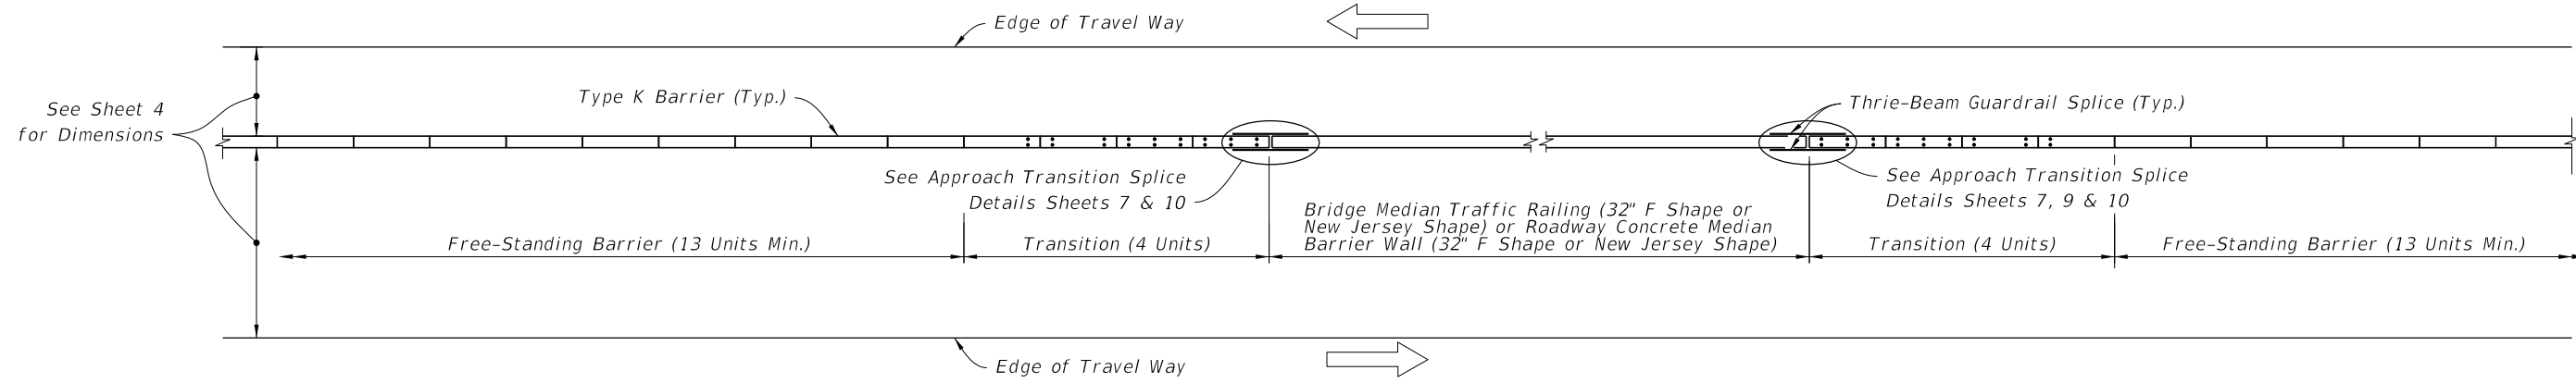 Edge of Travel Way
See Sheet 4
for Dimensions
Type K Barrier (Typ.)
Thrie-Beam Guardrail Splice (Typ.)
See Approach Transition Splice
Details Sheets 7 & 10
See Approach Transition Splice
Details Sheets 7, 9 & 10
Free-Standing Barrier (13 Units Min.)
Transition (4 Units)
Bridge Median Traffic Railing (32" F Shape or
New Jersey Shape) or Roadway Concrete Median
Barrier Wall (32" F Shape or New Jersey Shape)
Transition (4 Units)
Free-Standing Barrier (13 Units Min.)
Edge of Travel Way